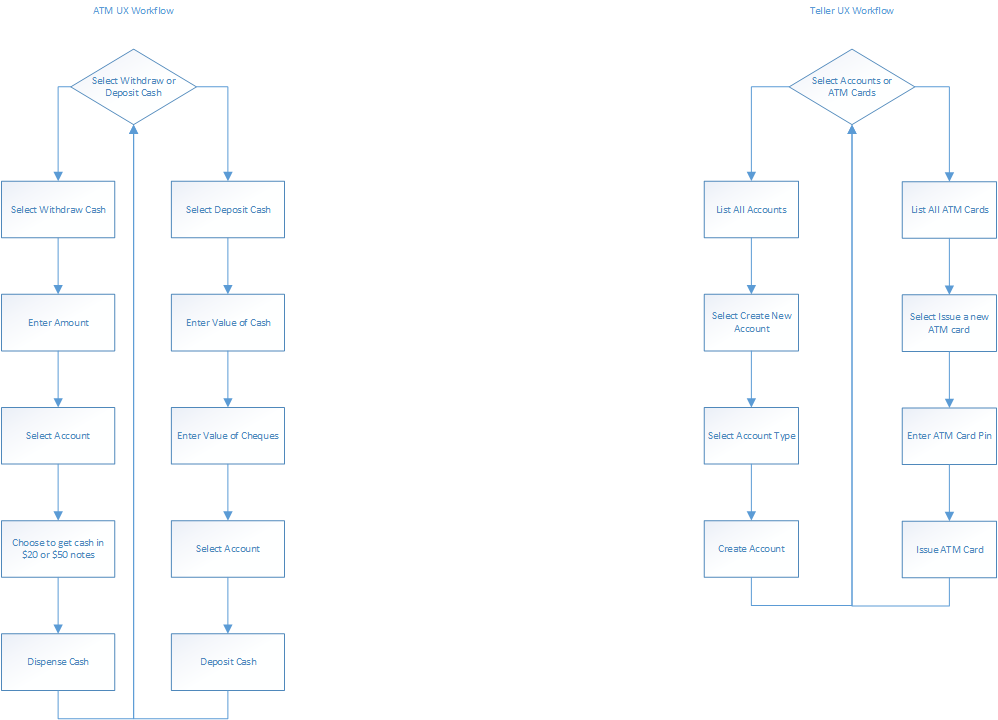 ATM UX Workflow
Select Withdraw or
Deposit Cash
Select Withdraw Cash
Enter Amount
Select Account
Choose to get cash in
$20 or $50 notes
Dispense Cash
Select Deposit Cash
Enter Value of Cash
Enter Value of Cheques
Select Account
Deposit Cash
Teller UX Workflow
Select Accounts or
ATM Cards
List All Accounts
Select Create New
Account
Select Account Type
Create Account
List All ATM Cards
Select Issue a new
ATM card
Enter ATM Card Pin
Issue ATM Card